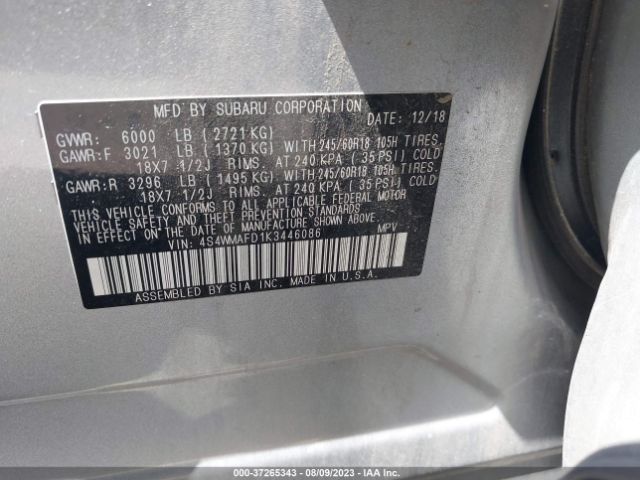 MFD BY SUBARU CORPORATION
DATE: 12/18
GVWR: 6000 LB ( 2721 KG)
GAWR:F 3021 LB ( 1370 KG) WITH 245/60R18 105H TIRES,
18X7 1/2J RIMS. AT 240 KPA ( 35 PSI) COLD
GAWR:R 3296 LB ( 1495 KG) WITH 245/60R18 105H TIRES,
18X7 1/2J RIMS. AT 240 KPA ( 35 PSI) COLD
THIS VEHICLE CONFORMS TO ALL APPLICABLE FEDERAL MOTOR
VEHICLE SAFETY AND THEFT PREVENTION STANDARDS
IN EFFECT ON THE DATE OF MANUFACTURE SHOWN ABOVE.
VIN: 4S4WMAFD1K3446086 MPV
ASSEMBLED BY SIA INC. MADE IN U.S.A.
000-37265343 - 08/09/2023 - IAA Inc.